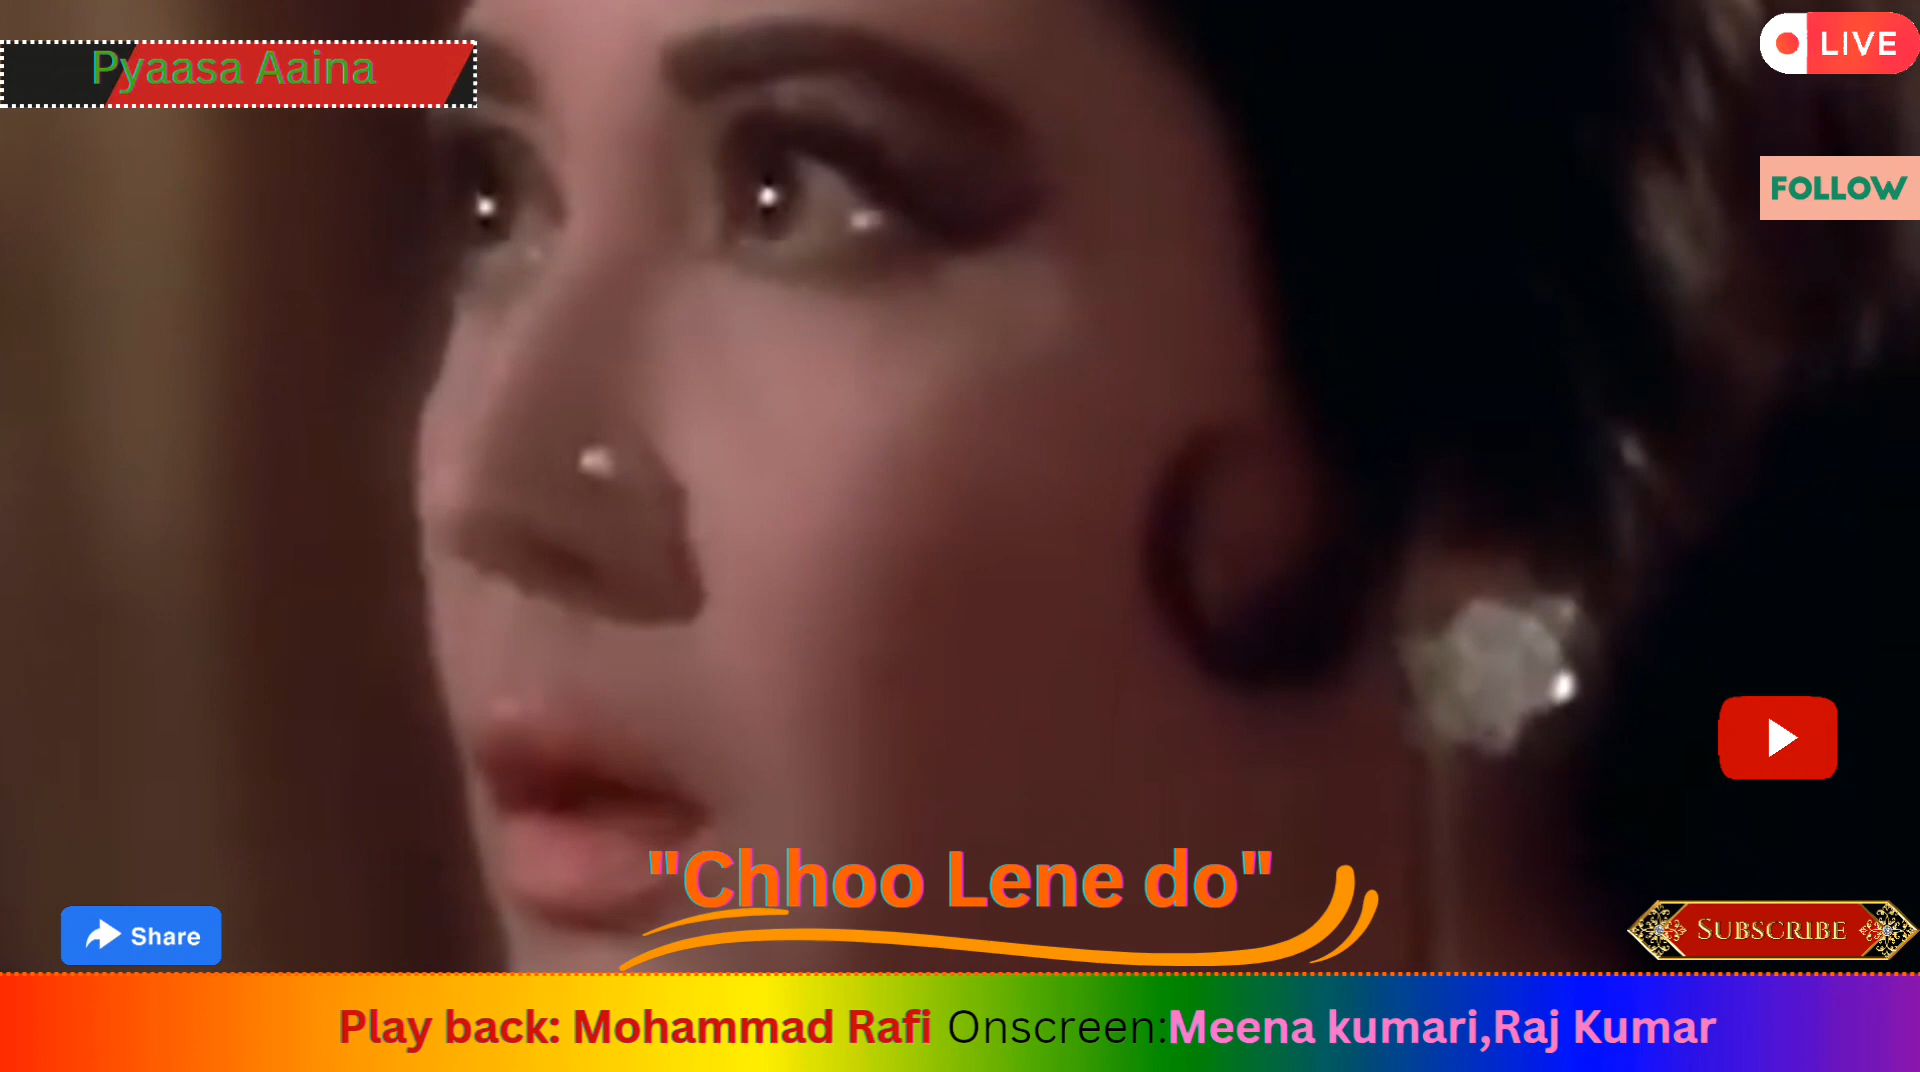 Pyaasa Aaina
LIVE
FOLLOW
"Chhoo Lene do"
Share
SUBSCRIBE
Play back: Mohammad Rafi Onscreen:Meena kumari,Raj Kumar